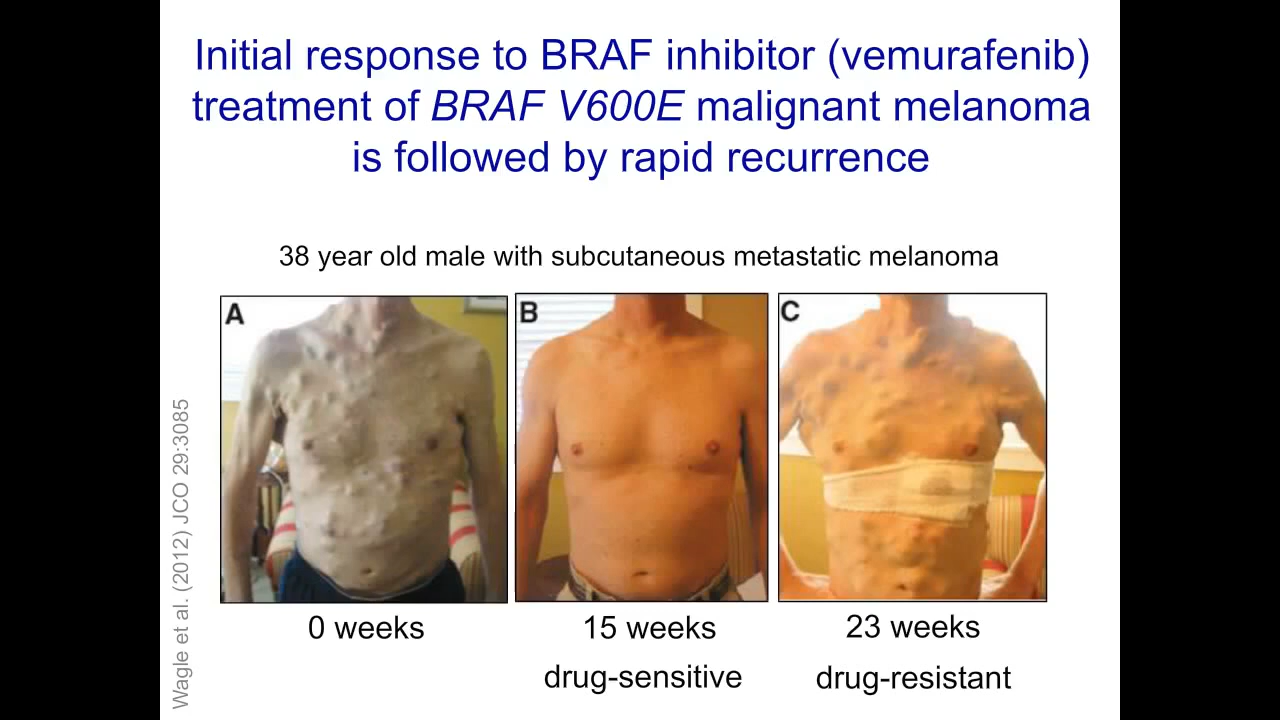 Initial response to BRAF inhibitor (vemurafenib)
treatment of BRAF V600E malignant melanoma
is followed by rapid recurrence
38 year old male with subcutaneous metastatic melanoma
A
B
C
0 weeks
15 weeks
23 weeks
drug-sensitive
drug-resistant
Wagle et al. (2012) JCO 29:3085